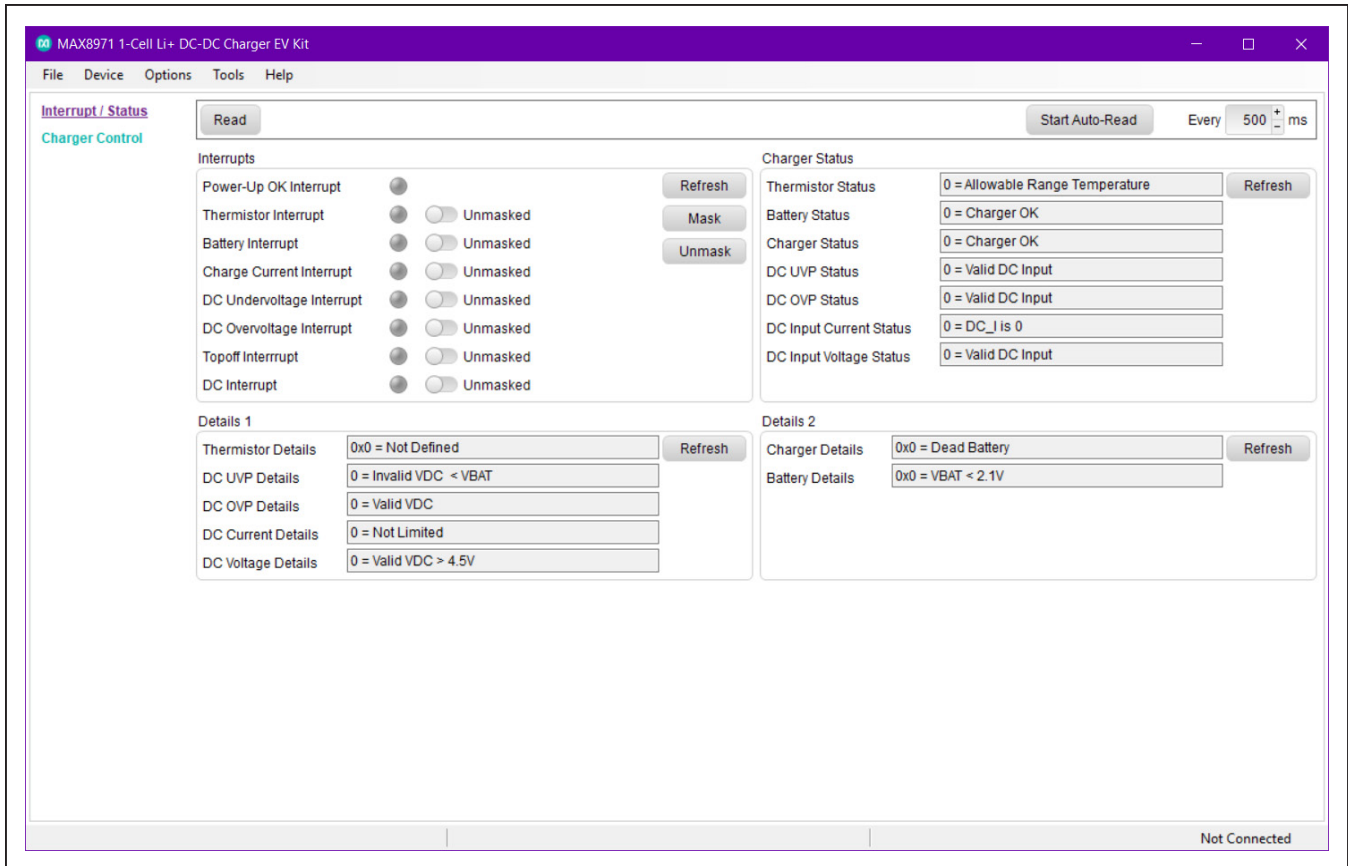 MAX8971 1-Cell Li+ DC-DC Charger EV Kit
File Device Options Tools Help
Interrupt / Status
Charger Control
Read
Start Auto-Read
Every 500 + - ms
Interrupts
Power-Up OK Interrupt
Refresh
Thermistor Interrupt Unmasked
Mask
Battery Interrupt Unmasked
Unmask
Charge Current Interrupt Unmasked
DC Undervoltage Interrupt Unmasked
DC Overvoltage Interrupt Unmasked
Topoff Interrrupt Unmasked
DC Interrupt Unmasked
Charger Status
Thermistor Status 0 = Allowable Range Temperature
Refresh
Battery Status 0 = Charger OK
Charger Status 0 = Charger OK
DC UVP Status 0 = Valid DC Input
DC OVP Status 0 = Valid DC Input
DC Input Current Status 0 = DC_I is 0
DC Input Voltage Status 0 = Valid DC Input
Details 1
Thermistor Details 0x0 = Not Defined
Refresh
DC UVP Details 0 = Invalid VDC < VBAT
DC OVP Details 0 = Valid VDC
DC Current Details 0 = Not Limited
DC Voltage Details 0 = Valid VDC > 4.5V
Details 2
Charger Details 0x0 = Dead Battery
Refresh
Battery Details 0x0 = VBAT < 2.1V
Not Connected